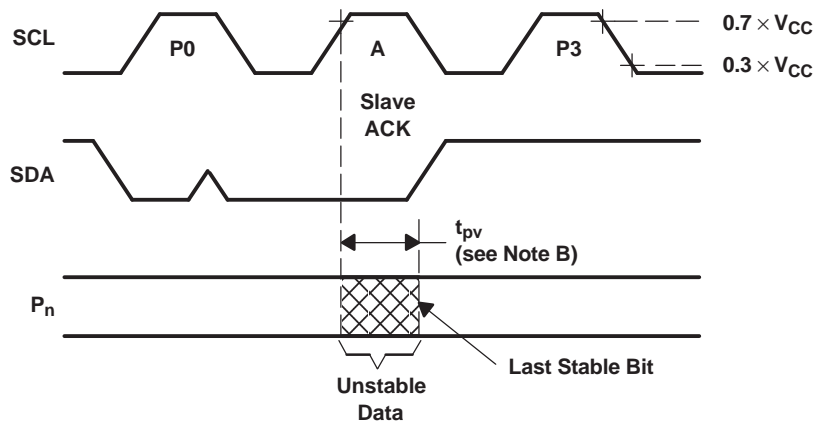 SCL
P0
A
P3
0.7 × VCC
0.3 × VCC
Slave
ACK
SDA
tpv
(see Note B)
Pn
Last Stable Bit
Unstable
Data